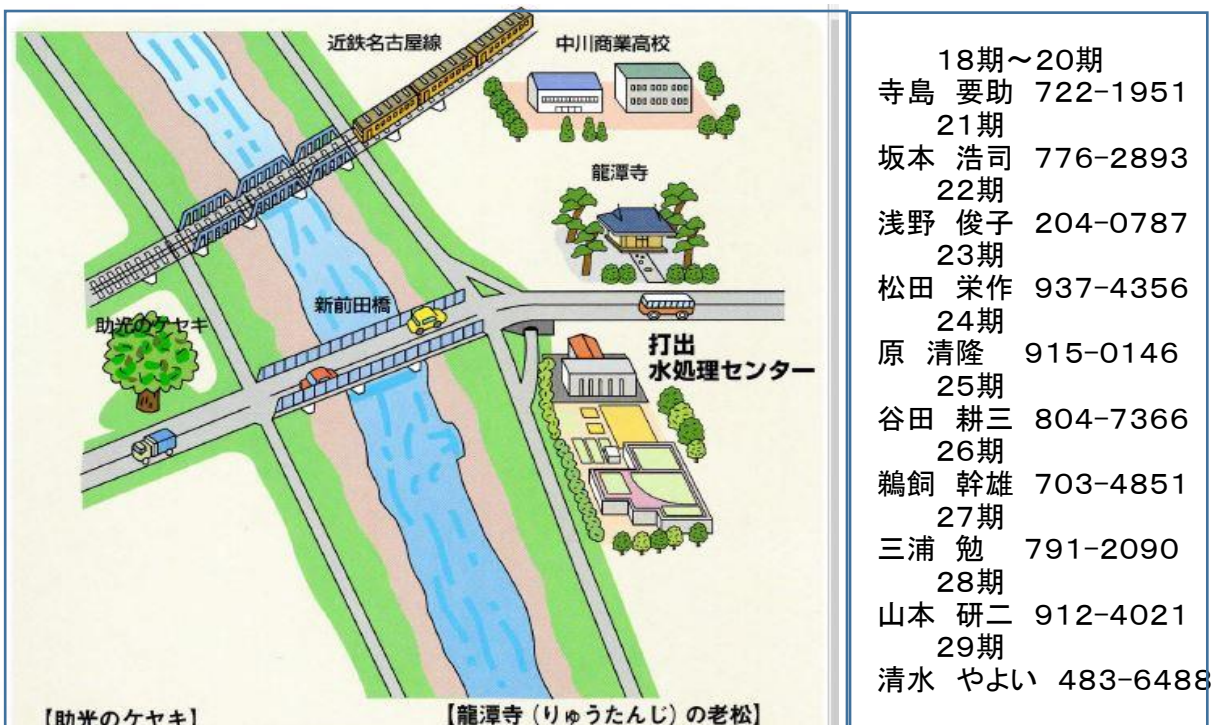 近鉄名古屋線
中川商業高校
龍潭寺
新前田橋
助光のケヤキ
打出
水処理センター
【助光のケヤキ】
【龍潭寺（りゅうたんじ）の老松】
18期～20期
寺島 要助 722-1951
21期
坂本 浩司 776-2893
22期
浅野 俊子 204-0787
23期
松田 栄作 937-4356
24期
原 清隆 915-0146
25期
谷田 耕三 804-7366
26期
鵜飼 幹雄 703-4851
27期
三浦 勉 791-2090
28期
山本 研二 912-4021
29期
清水 やよい 483-6488